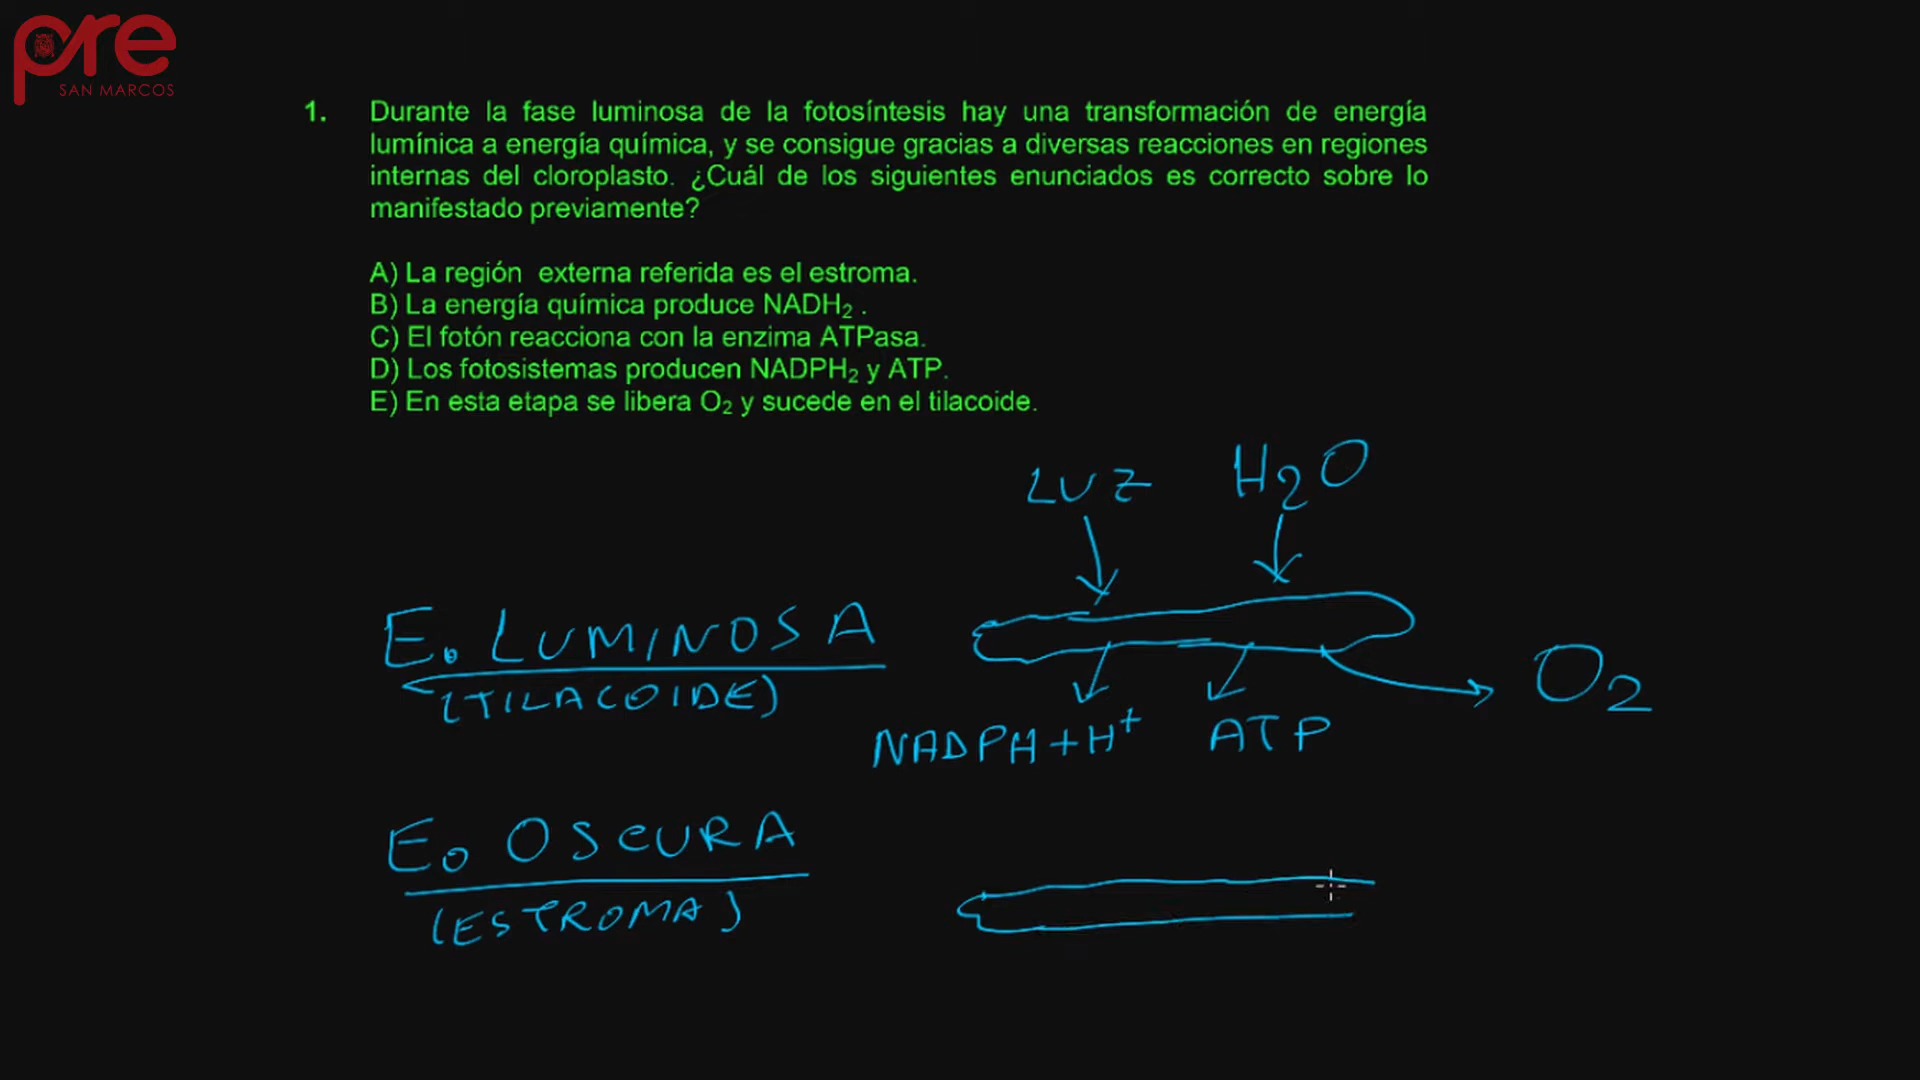 pre
SAN MARCOS
1. Durante la fase luminosa de la fotosíntesis hay una transformación de energía
lumínica a energía química, y se consigue gracias a diversas reacciones en regiones
internas del cloroplasto. ¿Cuál de los siguientes enunciados es correcto sobre lo
manifestado previamente?
A) La región externa referida es el estroma.
B) La energía química produce NADH₂ .
C) El fotón reacciona con la enzima ATPasa.
D) Los fotosistemas producen NADPH₂ y ATP.
E) En esta etapa se libera O₂ y sucede en el tilacoide.
LUZ H₂O
E. LUMINOSA
(TILACOIDE)
O₂
NADPH+H⁺ ATP
E. OSCURA
(ESTROMA)